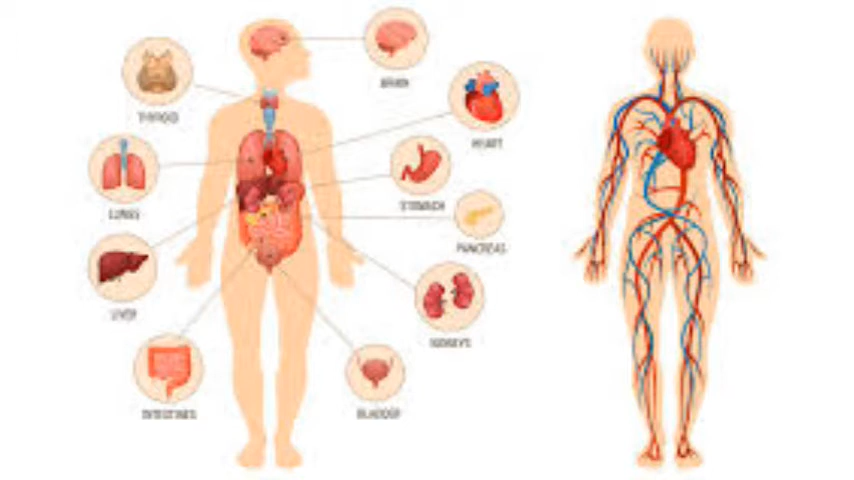 BRAIN
THYROID
HEART
LUNGS
STOMACH
PANCREAS
LIVER
KIDNEYS
INTESTINES
BLADDER